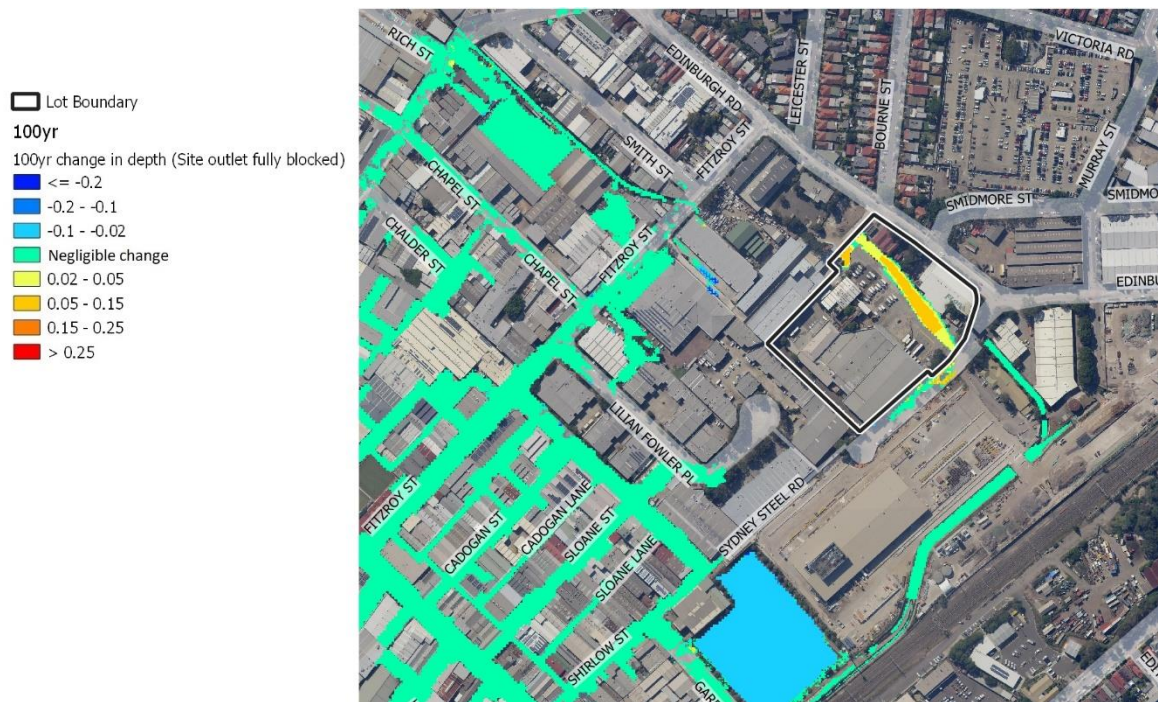 Lot Boundary
100yr
100yr change in depth (Site outlet fully blocked)
<= -0.2
-0.2 - -0.1
-0.1 - -0.02
Negligible change
0.02 - 0.05
0.05 - 0.15
0.15 - 0.25
> 0.25
RICH ST
EDINBURGH RD
LEICESTER ST
VICTORIA RD
BOURNE ST
MURRAY ST
SMITH ST
FITZROY ST
CHAPEL ST
SMIDMORE ST
SMIDMO
CHALDER ST
CHAPEL ST
FITZROY ST
EDINBU
LILIAN FOWLER PL
FITZROY ST
CADOGAN ST
CADOGAN LANE
SLOANE ST
SLOANE LANE
SYDNEY STEEL RD
SHIRLOW ST
GARD
EDI